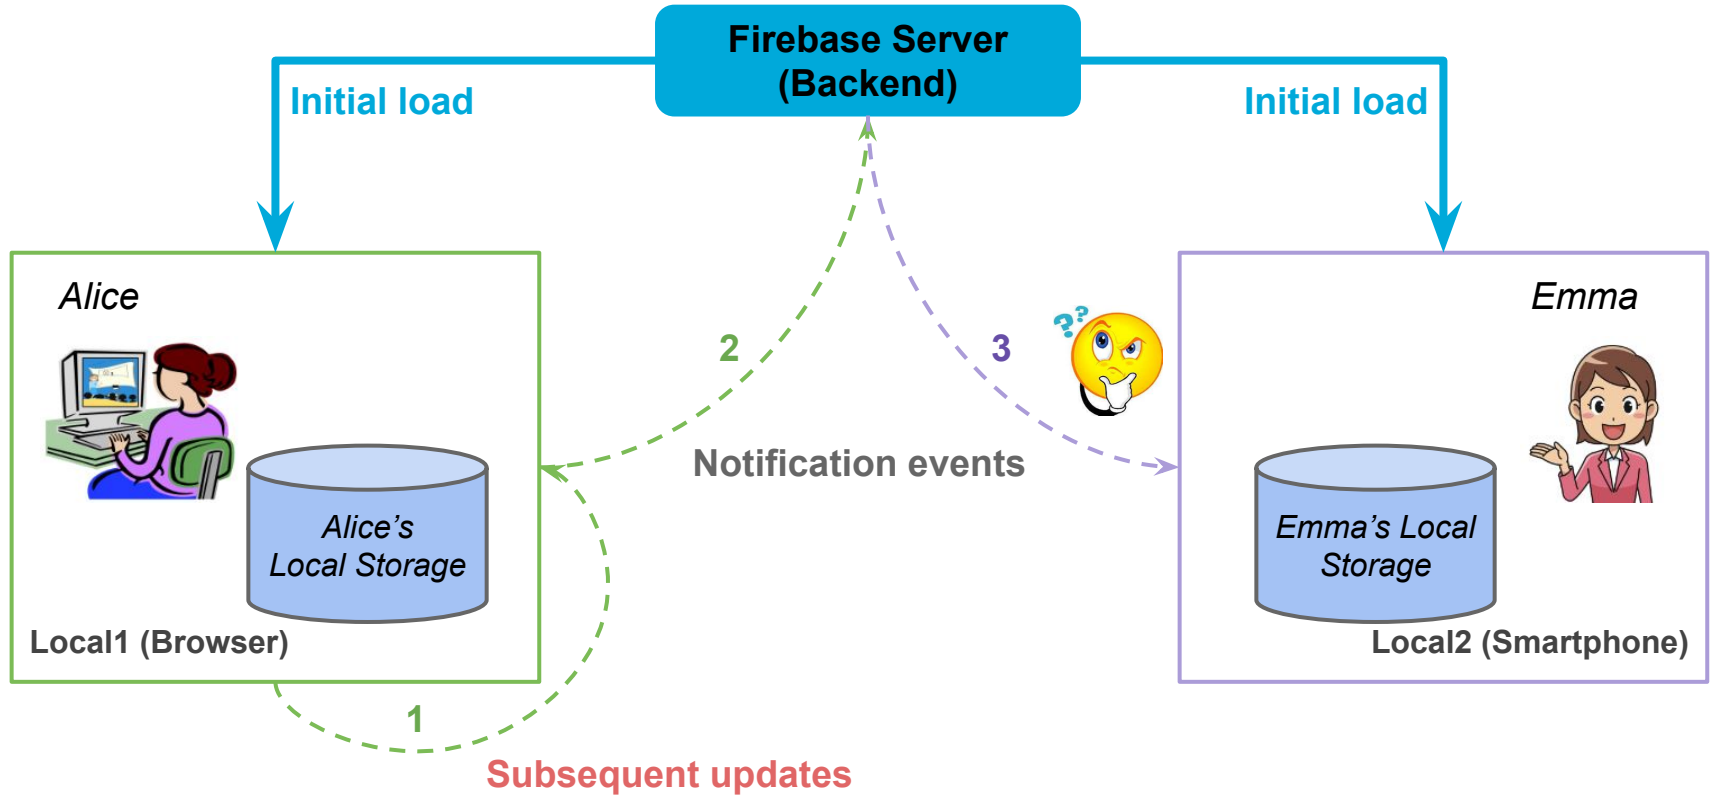 Firebase Server
(Backend)
Initial load
Initial load
Alice
Emma
2
3
??
Notification events
Alice's
Local Storage
Emma's Local
Storage
Local1 (Browser)
Local2 (Smartphone)
1
Subsequent updates